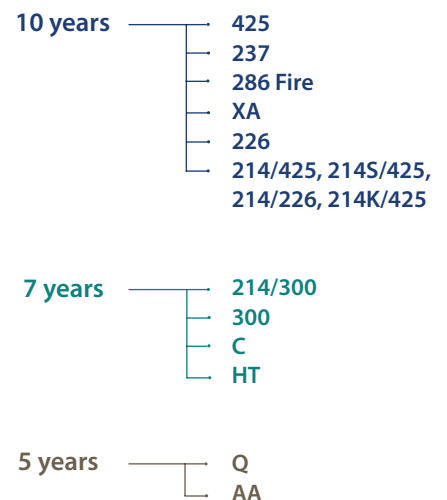 10 years
425
237
286 Fire
XA
226
214/425, 214S/425,
214/226, 214K/425
7 years
214/300
300
C
HT
5 years
Q
AA